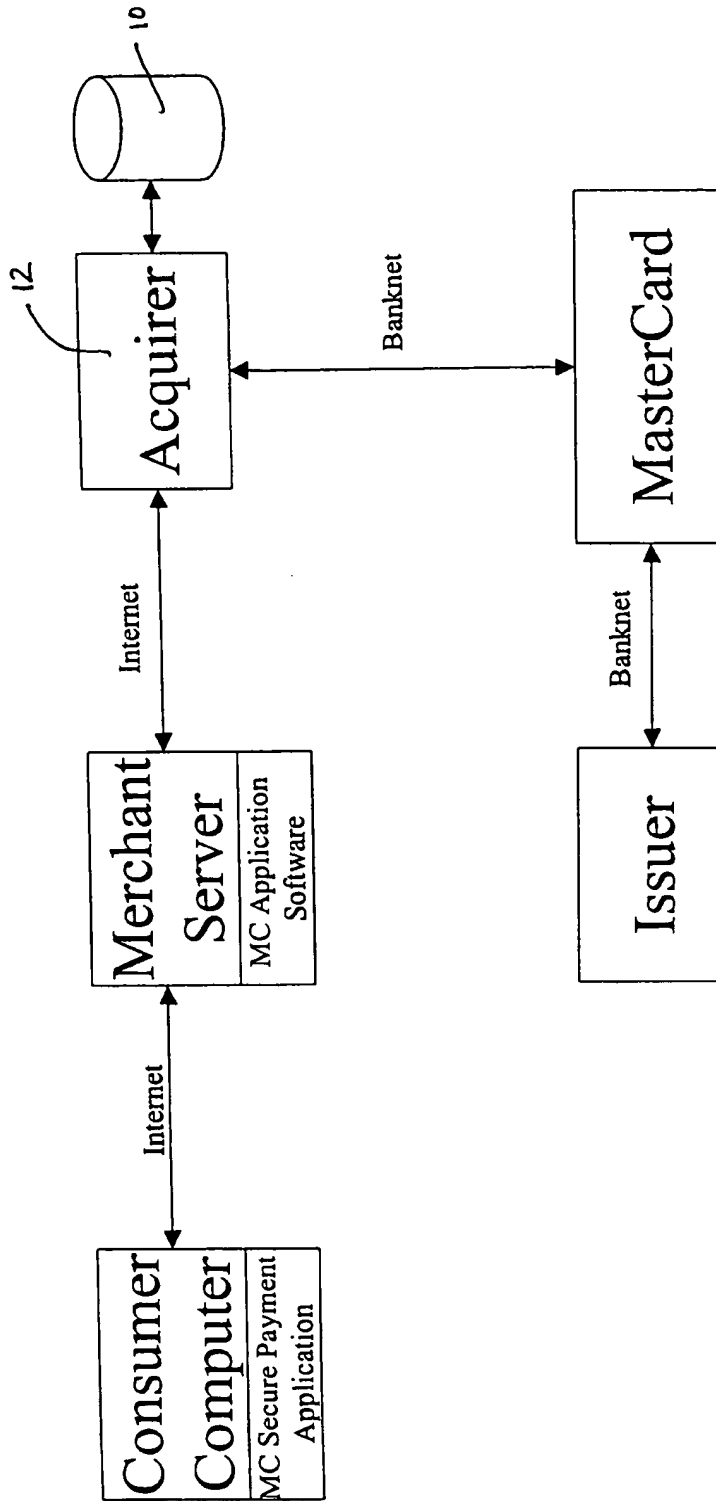 Consumer
Computer
MC Secure Payment
Application
Internet
Merchant
Server
MC Application
Software
Internet
12
Acquirer
10
Banknet
Issuer
Banknet
MasterCard